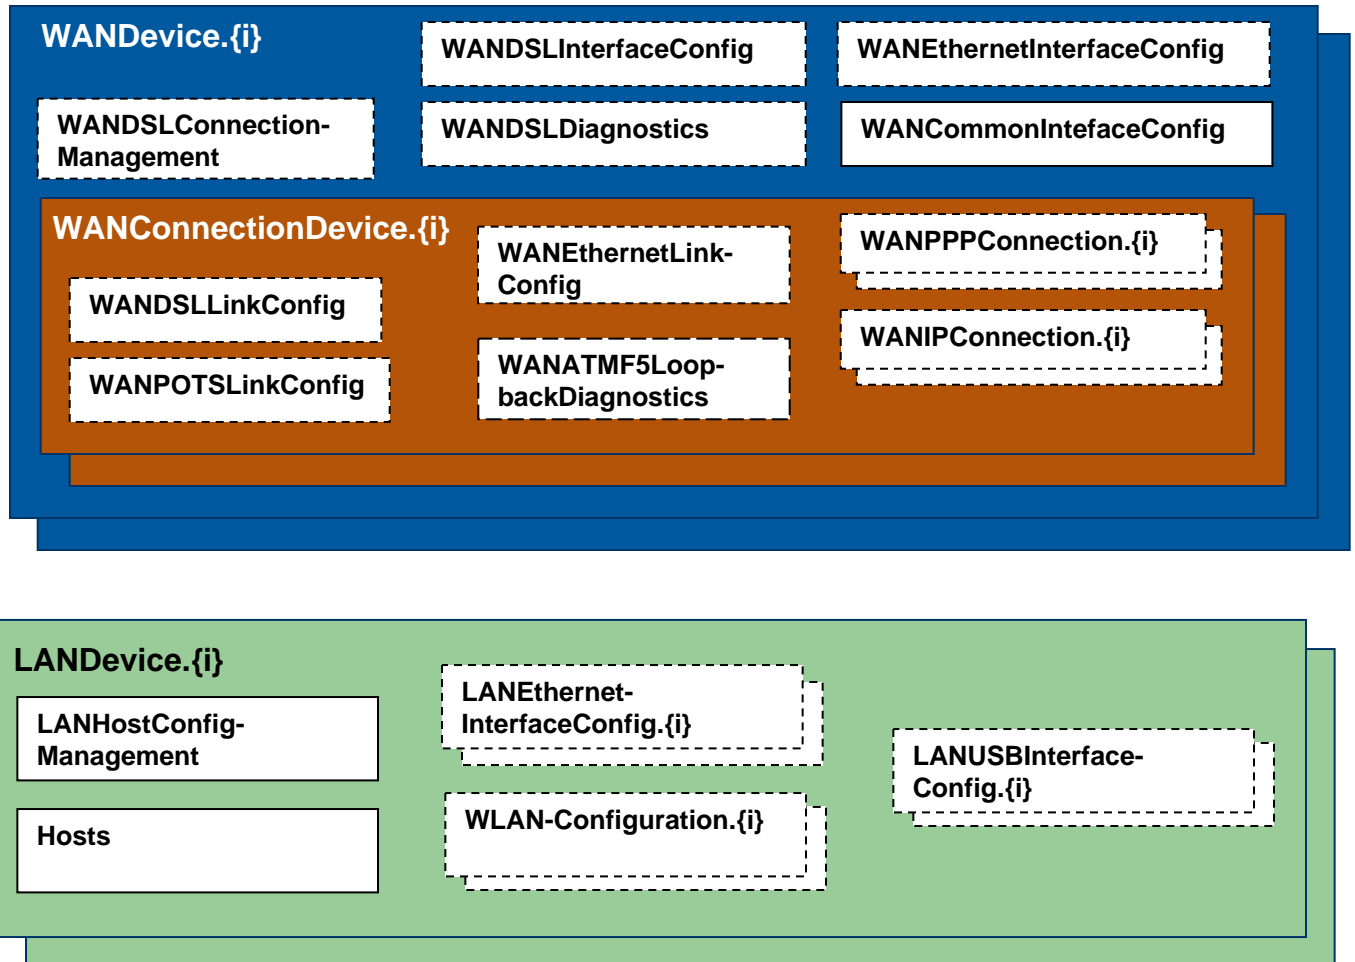 WANDevice.{i}
WANDSLInterfaceConfig
WANEthernetInterfaceConfig
WANDSLConnection-
Management
WANDSLDiagnostics
WANCommonIntefaceConfig
WANConnectionDevice.{i}
WANEthernetLink-
Config
WANPPPConnection.{i}
WANDSLLinkConfig
WANIPConnection.{i}
WANPOTSLinkConfig
WANATMF5Loop-
backDiagnostics
LANDevice.{i}
LANHostConfig-
Management
LANEthernet-
InterfaceConfig.{i}
LANUSBInterface-
Config.{i}
Hosts
WLAN-Configuration.{i}